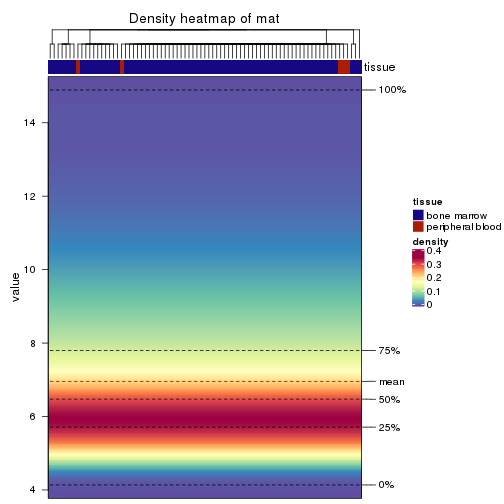 Density heatmap of mat
tissue
100%
14
12
10
8
6
4
value
75%
mean
50%
25%
0%
tissue
bone marrow
peripheral blood
density
0.4
0.3
0.2
0.1
0